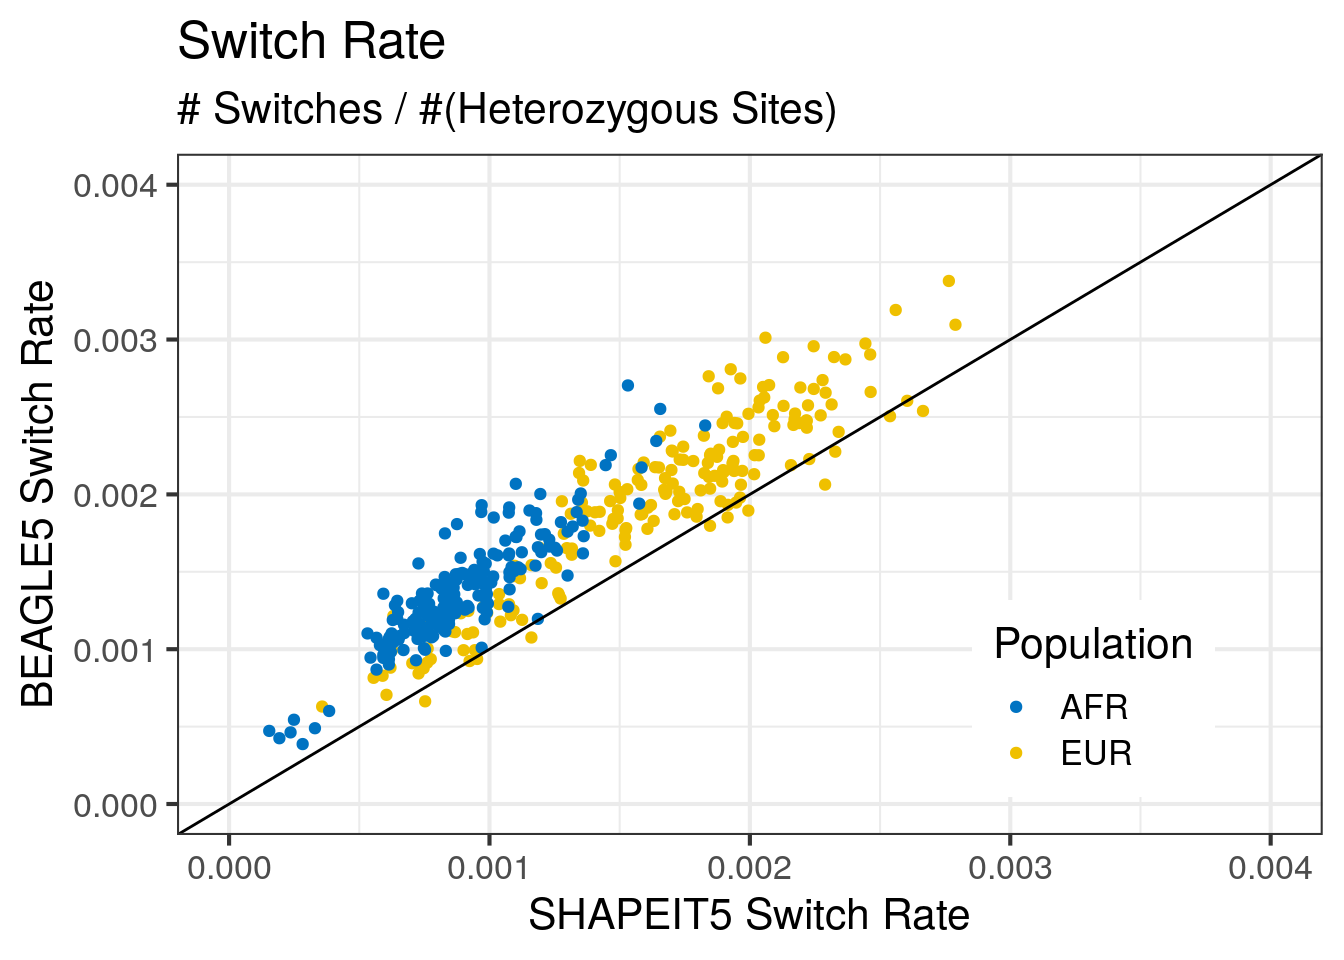 Switch Rate
# Switches / #(Heterozygous Sites)
BEAGLE5 Switch Rate
0.004
0.003
0.002
0.001
0.000
Population
AFR
EUR
0.000
0.001
0.002
0.003
0.004
SHAPEIT5 Switch Rate